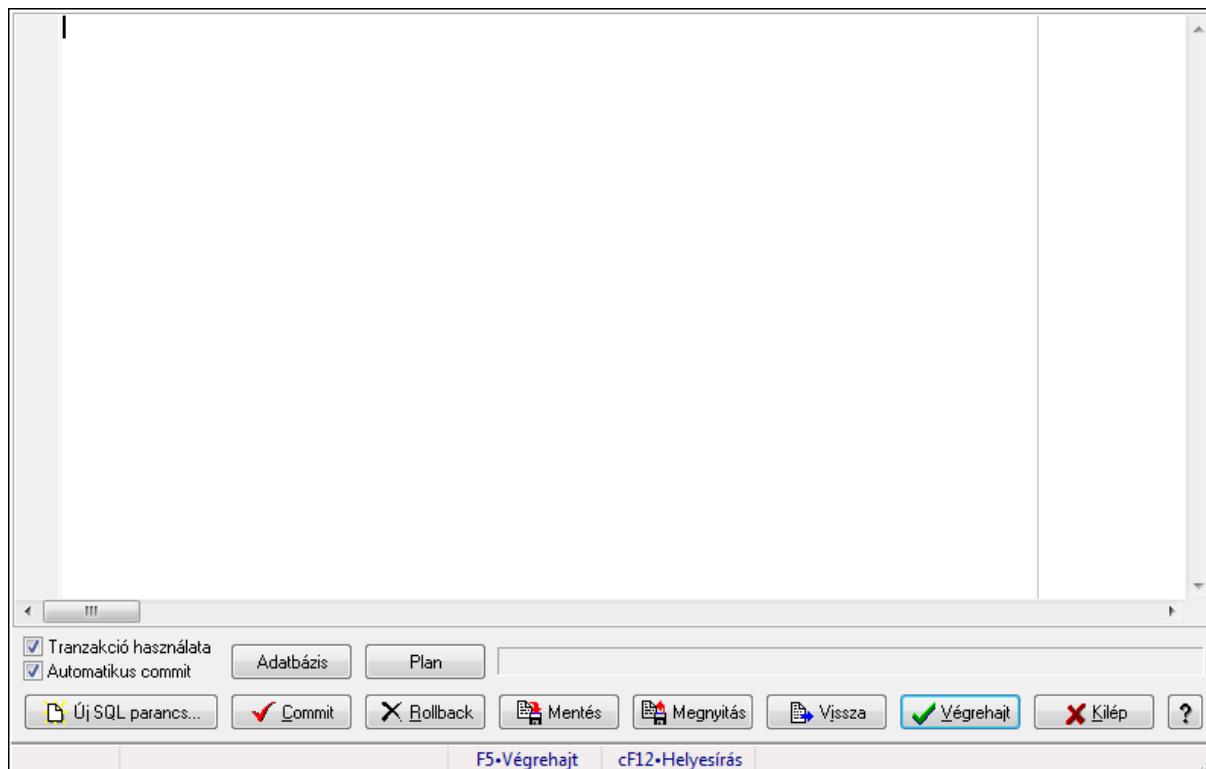 Tranzakció használata
Automatikus commit
Adatbázis
Plan
Új SQL parancs...
Commit
Rollback
Mentés
Megnyitás
Vissza
Végrehajt
Kilép
?
F5•Végrehajt
cF12•Helyesírás